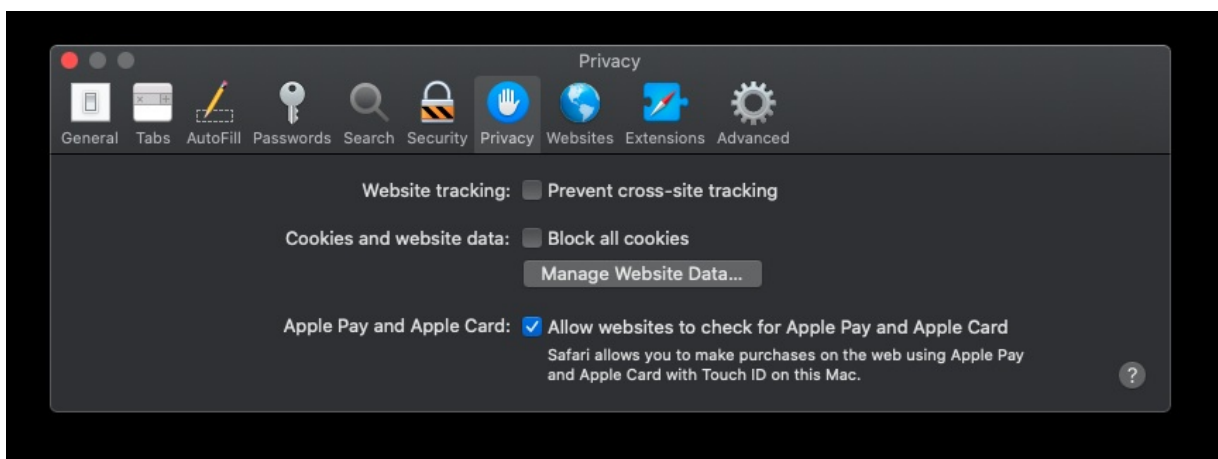 Privacy
General Tabs AutoFill Passwords Search Security Privacy Websites Extensions Advanced
Website tracking: Prevent cross-site tracking
Cookies and website data: Block all cookies
Manage Website Data...
Apple Pay and Apple Card: Allow websites to check for Apple Pay and Apple Card
Safari allows you to make purchases on the web using Apple Pay
and Apple Card with Touch ID on this Mac.
?